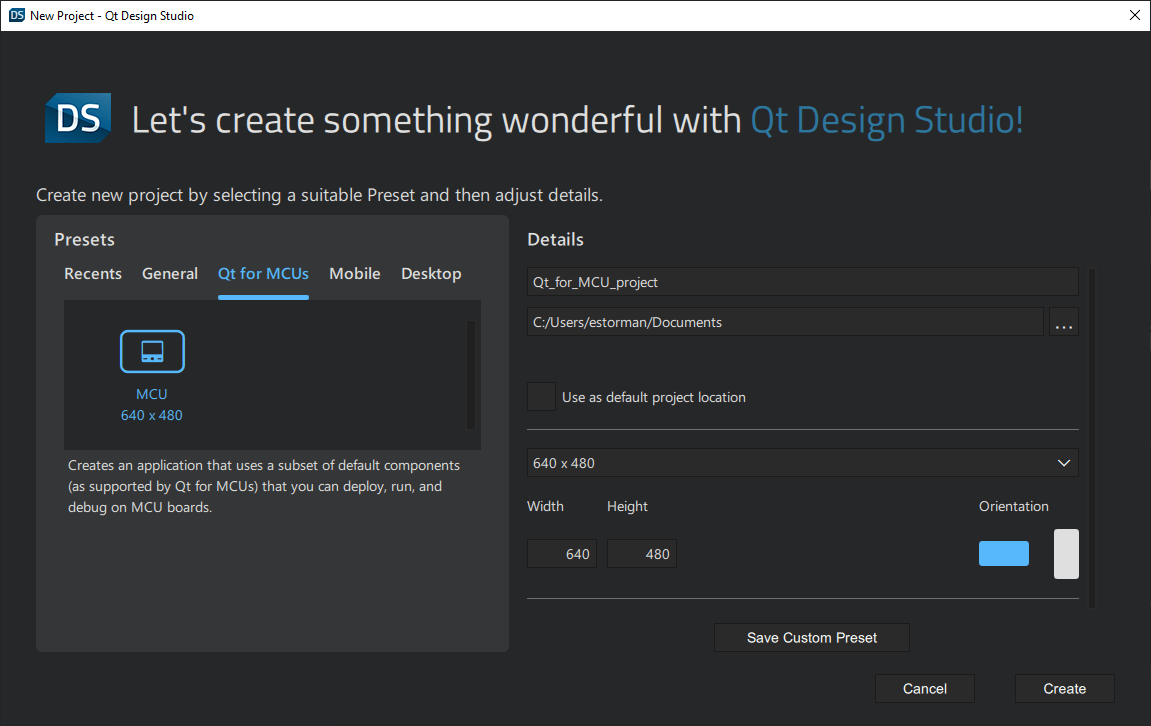 DS New Project - Qt Design Studio
DS Let's create something wonderful with Qt Design Studio!
Create new project by selecting a suitable Preset and then adjust details.
Presets
Recents General Qt for MCUs Mobile Desktop
MCU
640 x 480
Creates an application that uses a subset of default components
(as supported by Qt for MCUs) that you can deploy, run, and
debug on MCU boards.
Details
Qt_for_MCU_project
C:/Users/estorman/Documents ...
Use as default project location
640 x 480
Width Height Orientation
640 480
Save Custom Preset
Cancel Create